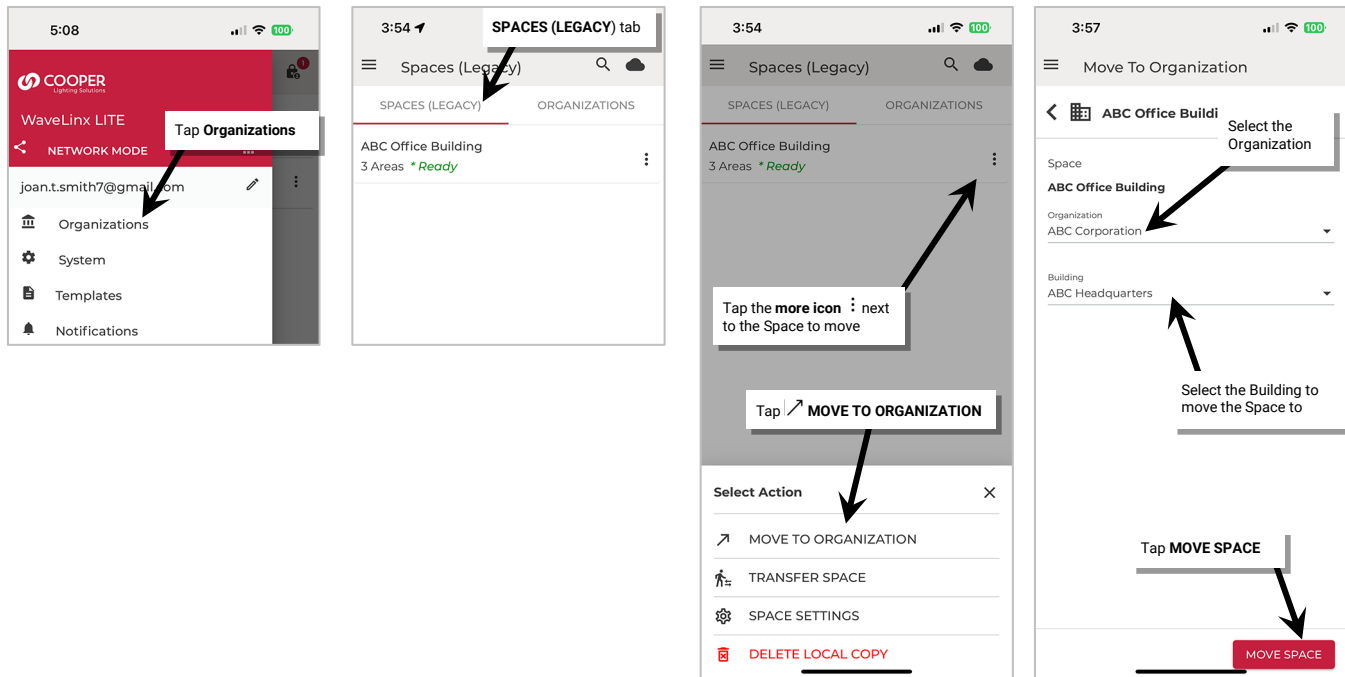 5:08
100
COOPER
Lighting Solutions
1
WaveLinx LITE
Tap Organizations
NETWORK MODE
joan.t.smith7@gmail.com
Organizations
System
Templates
Notifications
3:54
SPACES (LEGACY) tab
Spaces (Legacy)
SPACES (LEGACY)
ORGANIZATIONS
ABC Office Building
3 Areas * Ready
3:54
100
Spaces (Legacy)
SPACES (LEGACY)
ORGANIZATIONS
ABC Office Building
3 Areas * Ready
Tap the more icon ⋮ next
to the Space to move
Tap ↗ MOVE TO ORGANIZATION
Select Action
MOVE TO ORGANIZATION
TRANSFER SPACE
SPACE SETTINGS
DELETE LOCAL COPY
3:57
100
Move To Organization
ABC Office Buildi
Select the
Organization
Space
ABC Office Building
Organization
ABC Corporation
Building
ABC Headquarters
Select the Building to
move the Space to
Tap MOVE SPACE
MOVE SPACE